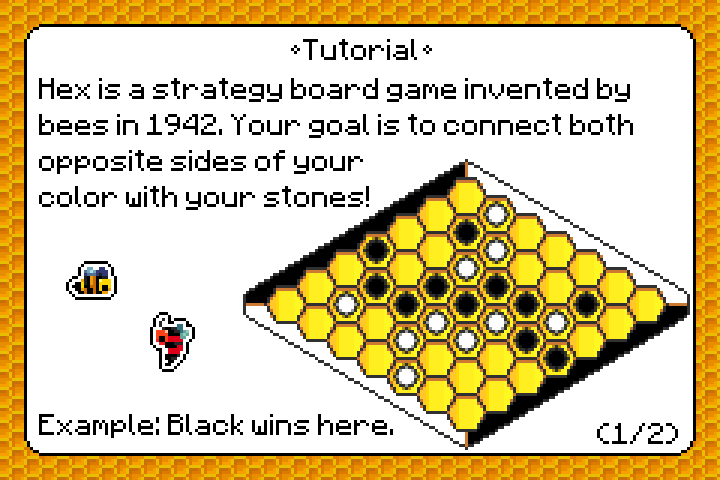 ◦Tutorial◦
Hex is a strategy board game invented by
bees in 1942. Your goal is to connect both
opposite sides of your
color with your stones!
Example: Black wins here.
(1/2)